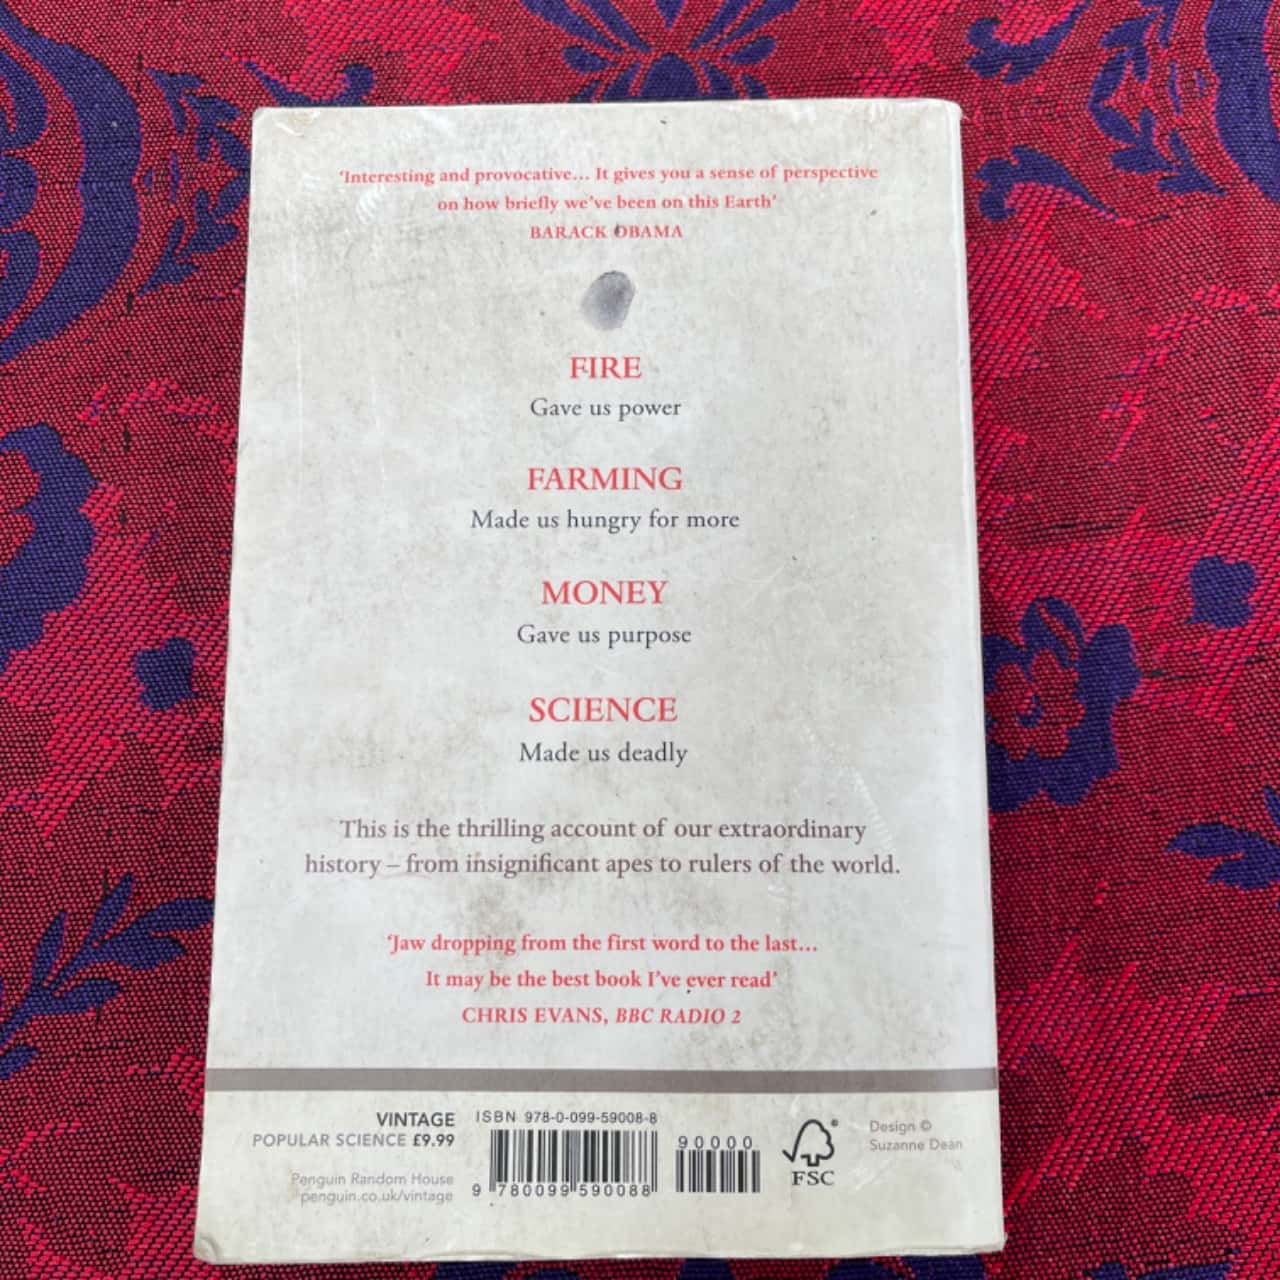 ‘Interesting and provocative... It gives you a sense of perspective
on how briefly we’ve been on this Earth’
BARACK OBAMA
FIRE
Gave us power
FARMING
Made us hungry for more
MONEY
Gave us purpose
SCIENCE
Made us deadly
This is the thrilling account of our extraordinary
history – from insignificant apes to rulers of the world.
‘Jaw dropping from the first word to the last...
It may be the best book I’ve ever read’
CHRIS EVANS, BBC RADIO 2
VINTAGE
POPULAR SCIENCE £9.99
Penguin Random House
penguin.co.uk/vintage
ISBN 978-0-099-59008-8
90000
9 780099 590088
®
FSC
Design ©
Suzanne Dean